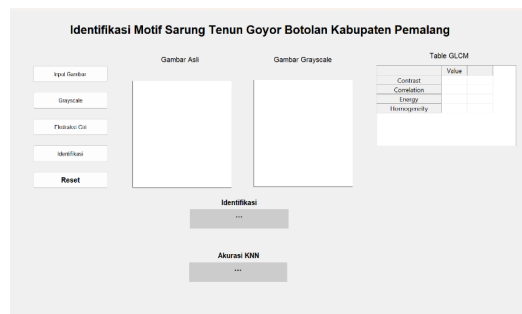 Identifikasi Motif Sarung Tenun Goyor Botolan Kabupaten Pemalang
Gambar Asli
Gambar Grayscale
Table GLCM
Input Gambar
Grayscale
Ekstraksi Ciri
Identifikasi
Reset
Value
Contrast
Correlation
Energy
Homogeneity
Identifikasi
...
Akurasi KNN
...